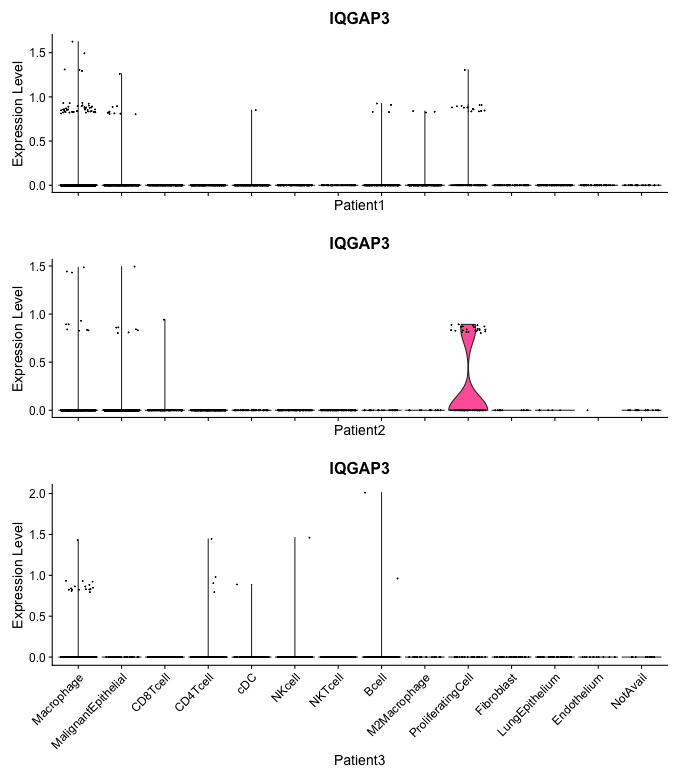 IQGAP3
Expression Level
1.5
1.0
0.5
0.0
Patient1
IQGAP3
Expression Level
1.5
1.0
0.5
0.0
Patient2
IQGAP3
Expression Level
2.0
1.5
1.0
0.5
0.0
Macrophage
MalignantEpithelial
CD8Tcell
CD4Tcell
cDC
NKcell
NKTcell
Bcell
M2Macrophage
ProliferatingCell
Fibroblast
LungEpithelium
Endothelium
NotAvail
Patient3